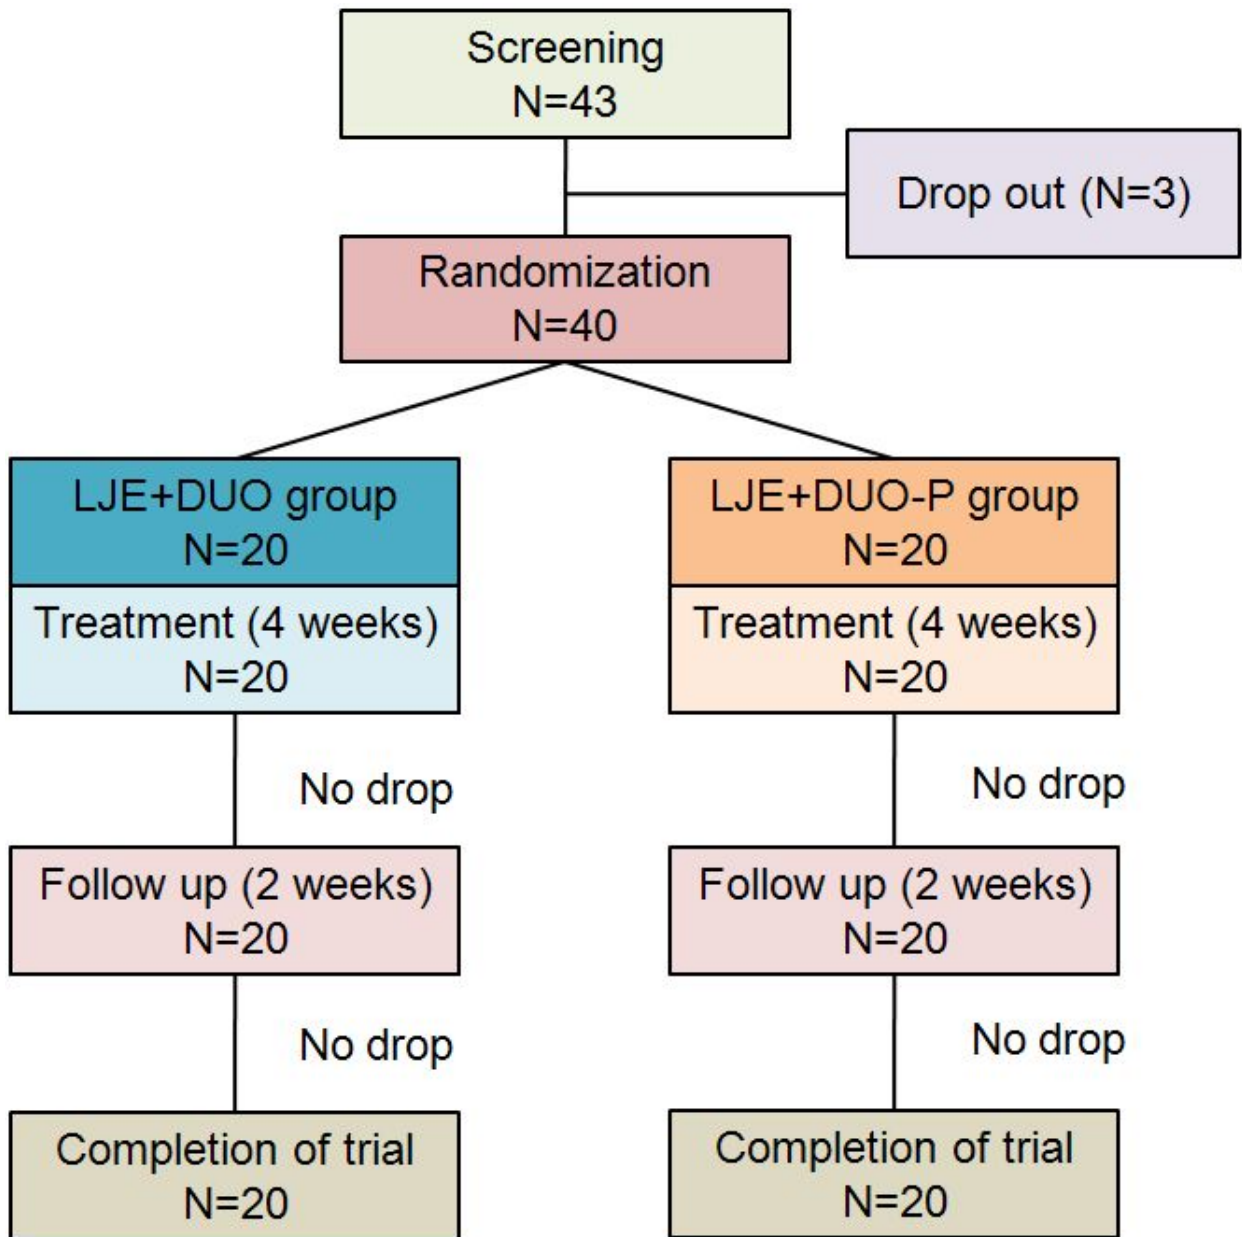 Screening
N=43
Drop out (N=3)
Randomization
N=40
LJE+DUO group
N=20
Treatment (4 weeks)
N=20
No drop
Follow up (2 weeks)
N=20
No drop
Completion of trial
N=20
LJE+DUO-P group
N=20
Treatment (4 weeks)
N=20
No drop
Follow up (2 weeks)
N=20
No drop
Completion of trial
N=20